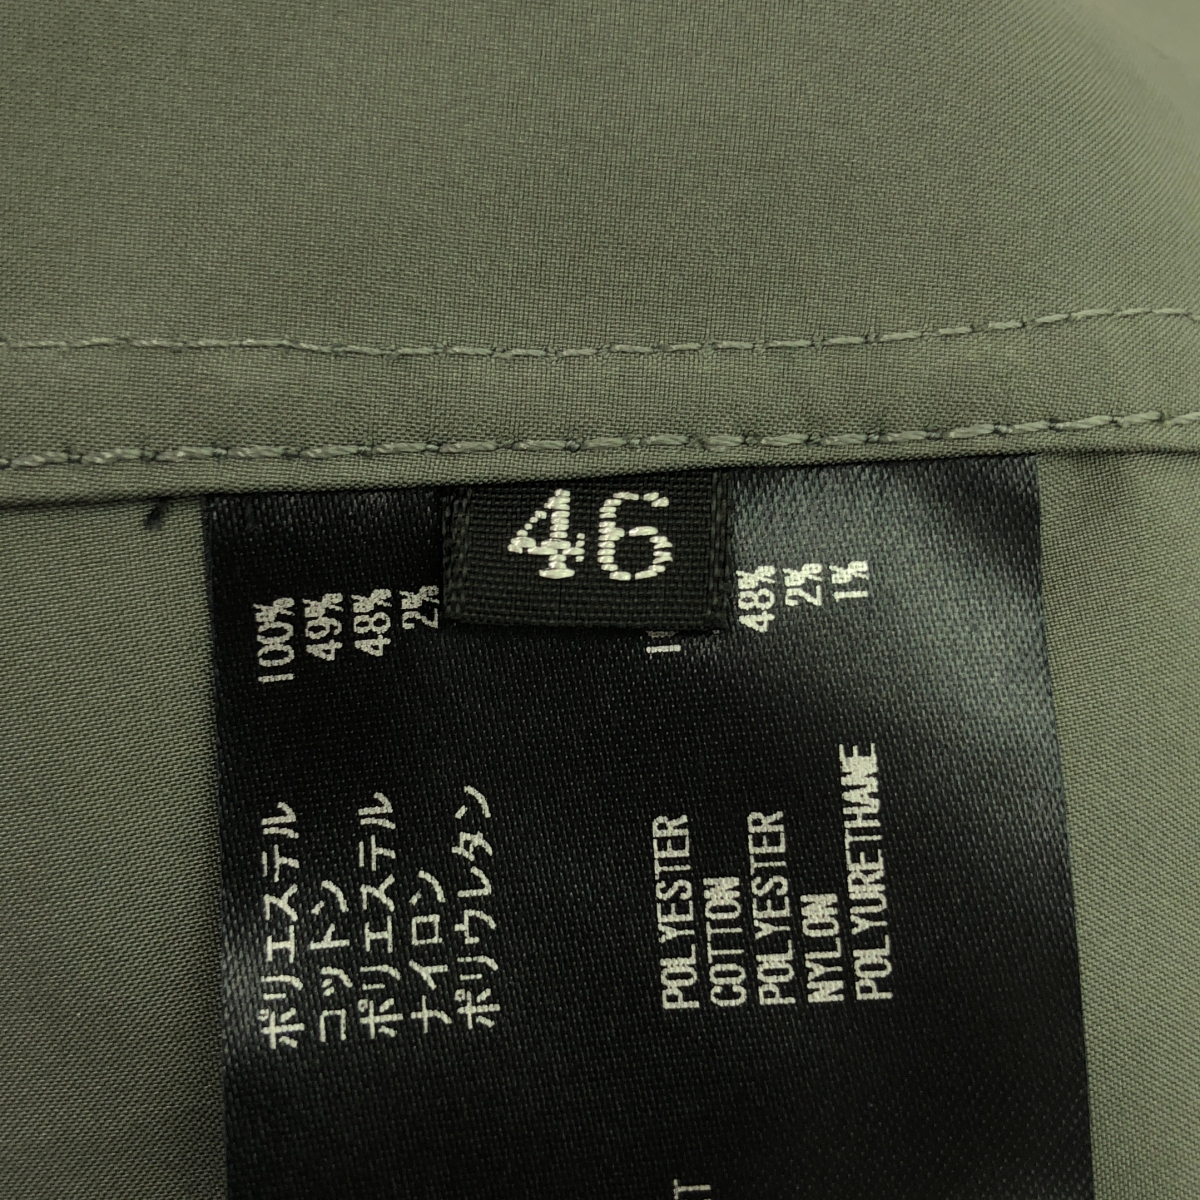 46
ポリエステル 100%
コットン 49%
ポリエステル 48%
ナイロン 2%
ポリウレタン
POLYESTER
COTTON
POLYESTER 48%
NYLON 2%
POLYURETHANE 1%